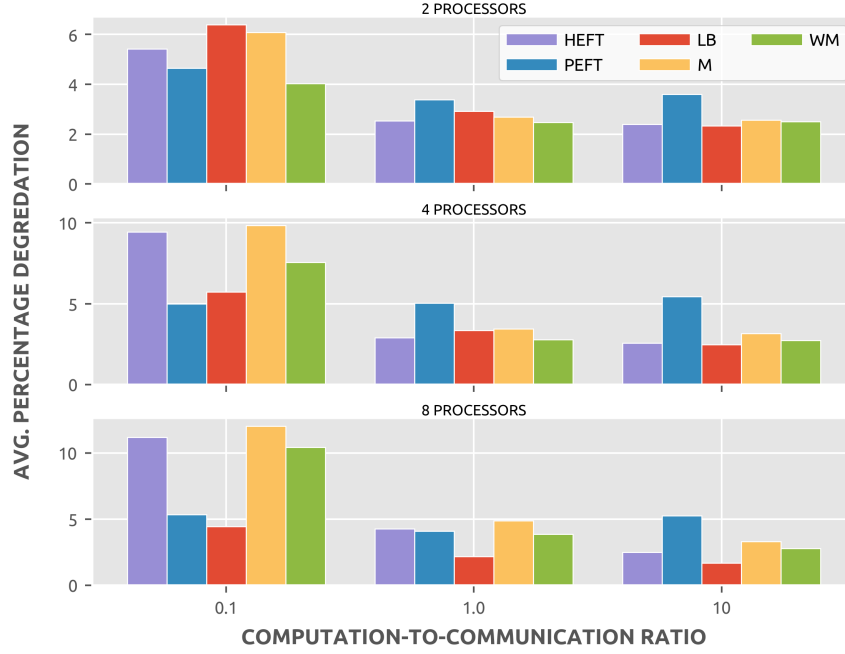 2 PROCESSORS
6
4
2
0
HEFT LB WM
PEFT M
4 PROCESSORS
10
5
0
8 PROCESSORS
10
5
0
0.1 1.0 10
COMPUTATION-TO-COMMUNICATION RATIO
AVG. PERCENTAGE DEGREDATION